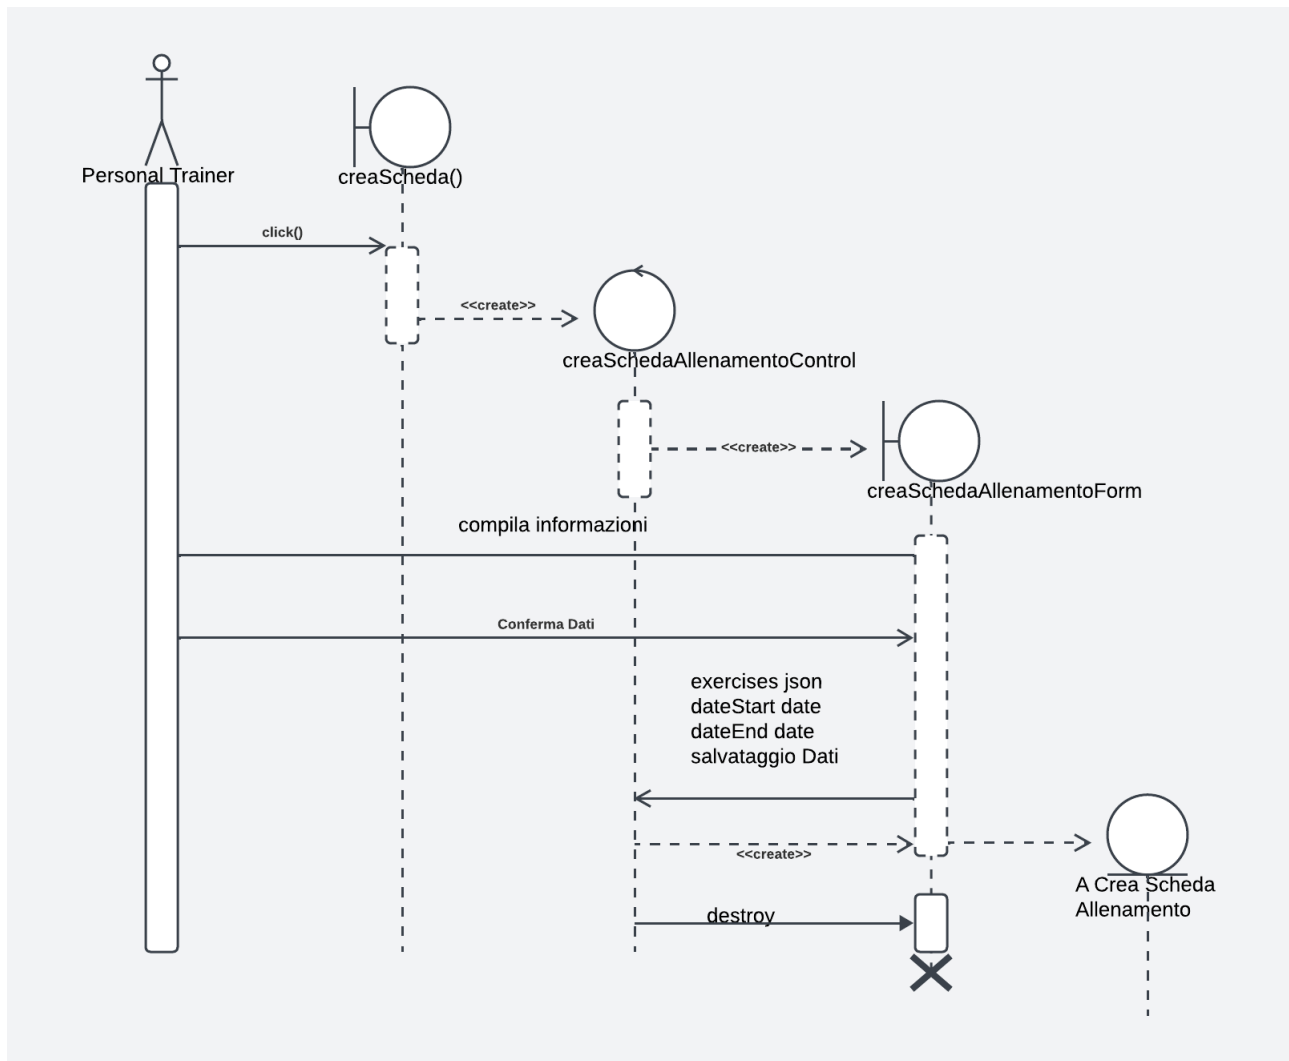 Personal Trainer
creaScheda()
click()
<<create>>
creaSchedaAllenamentoControl
<<create>>
creaSchedaAllenamentoForm
compila informazioni
Conferma Dati
exercises json
dateStart date
dateEnd date
salvataggio Dati
<<create>>
A Crea Scheda
Allenamento
destroy